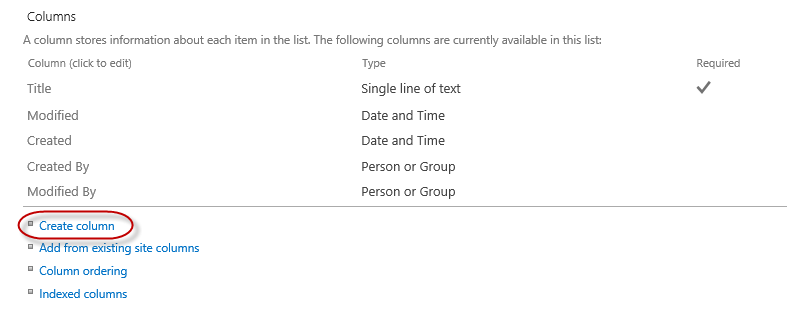 Columns
A column stores information about each item in the list. The following columns are currently available in this list:
Column (click to edit) Type Required
Title Single line of text
Modified Date and Time
Created Date and Time
Created By Person or Group
Modified By Person or Group
Create column
Add from existing site columns
Column ordering
Indexed columns